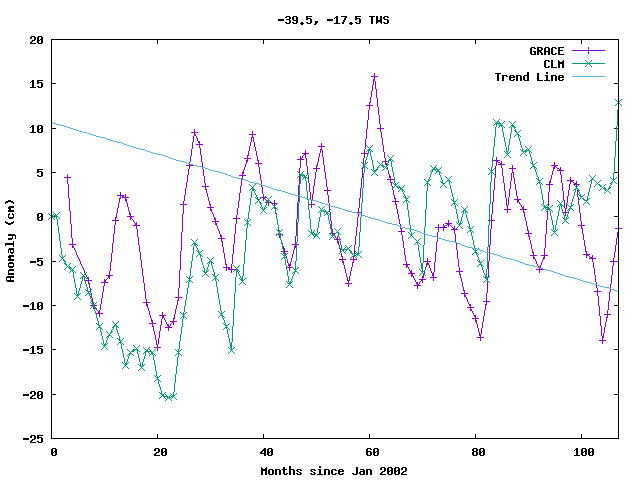 -39.5, -17.5 TWS
GRACE
CLM
Trend Line
20
15
10
5
0
-5
-10
-15
-20
-25
Anomaly (cm)
0 20 40 60 80 100
Months since Jan 2002